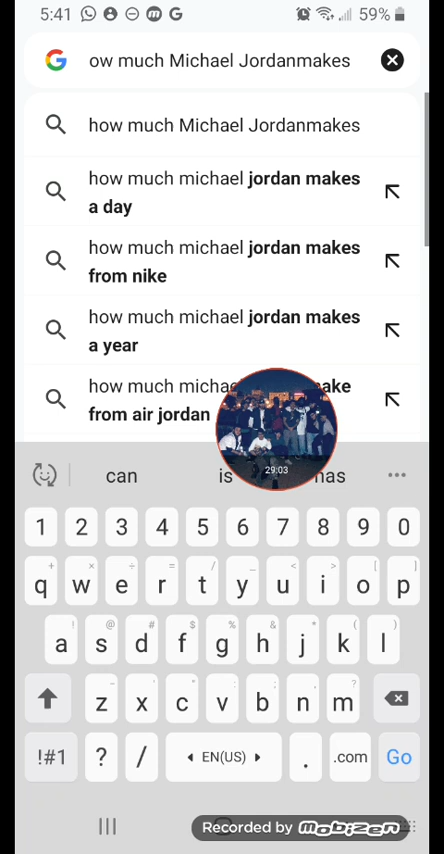 5:41 59%
ow much Michael Jordanmakes
how much Michael Jordanmakes
how much michael jordan makes
a day
how much michael jordan makes
from nike
how much michael jordan makes
a year
how much michae ake
from air jordan
29:03
can is has
1 2 3 4 5 6 7 8 9 0
q w e r t y u i o p
a s d f g h j k l
z x c v b n m
!#1 ? / EN(US) . .com Go
Recorded by mobizen